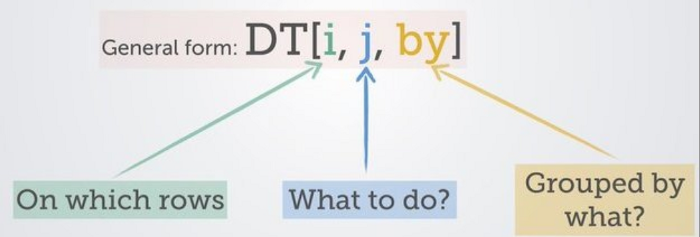 General form: DT[i, j, by]
On which rows
What to do?
Grouped by
what?